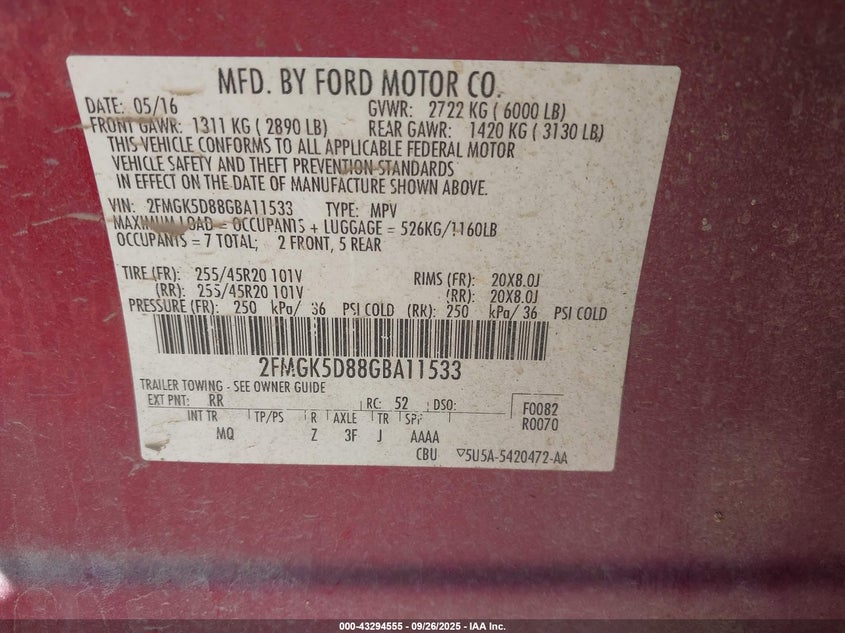 MFD. BY FORD MOTOR CO.
DATE: 05/16 GVWR: 2722 KG ( 6000 LB)
FRONT GAWR: 1311 KG ( 2890 LB) REAR GAWR: 1420 KG ( 3130 LB)
THIS VEHICLE CONFORMS TO ALL APPLICABLE FEDERAL MOTOR
VEHICLE SAFETY AND THEFT PREVENTION STANDARDS
IN EFFECT ON THE DATE OF MANUFACTURE SHOWN ABOVE.
VIN: 2FMGK5D88GBA11533 TYPE: MPV
MAXIMUM LOAD = OCCUPANTS + LUGGAGE = 526KG/1160LB
OCCUPANTS = 7 TOTAL; 2 FRONT, 5 REAR
TIRE (FR): 255/45R20 101V RIMS (FR): 20X8.0J
(RR): 255/45R20 101V (RR): 20X8.0J
PRESSURE (FR): 250 kPa/ 36 PSI COLD (RR): 250 kPa/ 36 PSI COLD
2FMGK5D88GBA11533
TRAILER TOWING - SEE OWNER GUIDE
EXT PNT: RR RC: 52 DSO: F0082
INT TR TP/PS R AXLE TR SPR R0070
MQ Z 3F J AAAA
CBU 5U5A-5420472-AA
000-43294555 - 09/26/2025 - IAA Inc.